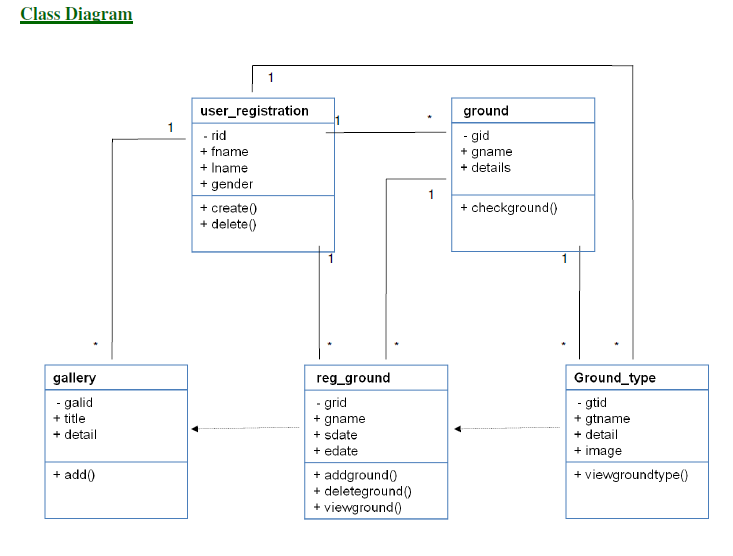 Class Diagram
1
user_registration
- rid
+ fname
+ lname
+ gender
+ create()
+ delete()
1
1
*
ground
- gid
+ gname
+ details
+ checkground()
1
1
1
*
*
*
*
*
gallery
- galid
+ title
+ detail
+ add()
reg_ground
- grid
+ gname
+ sdate
+ edate
+ addground()
+ deleteground()
+ viewground()
Ground_type
- gtid
+ gtname
+ detail
+ image
+ viewgroundtype()